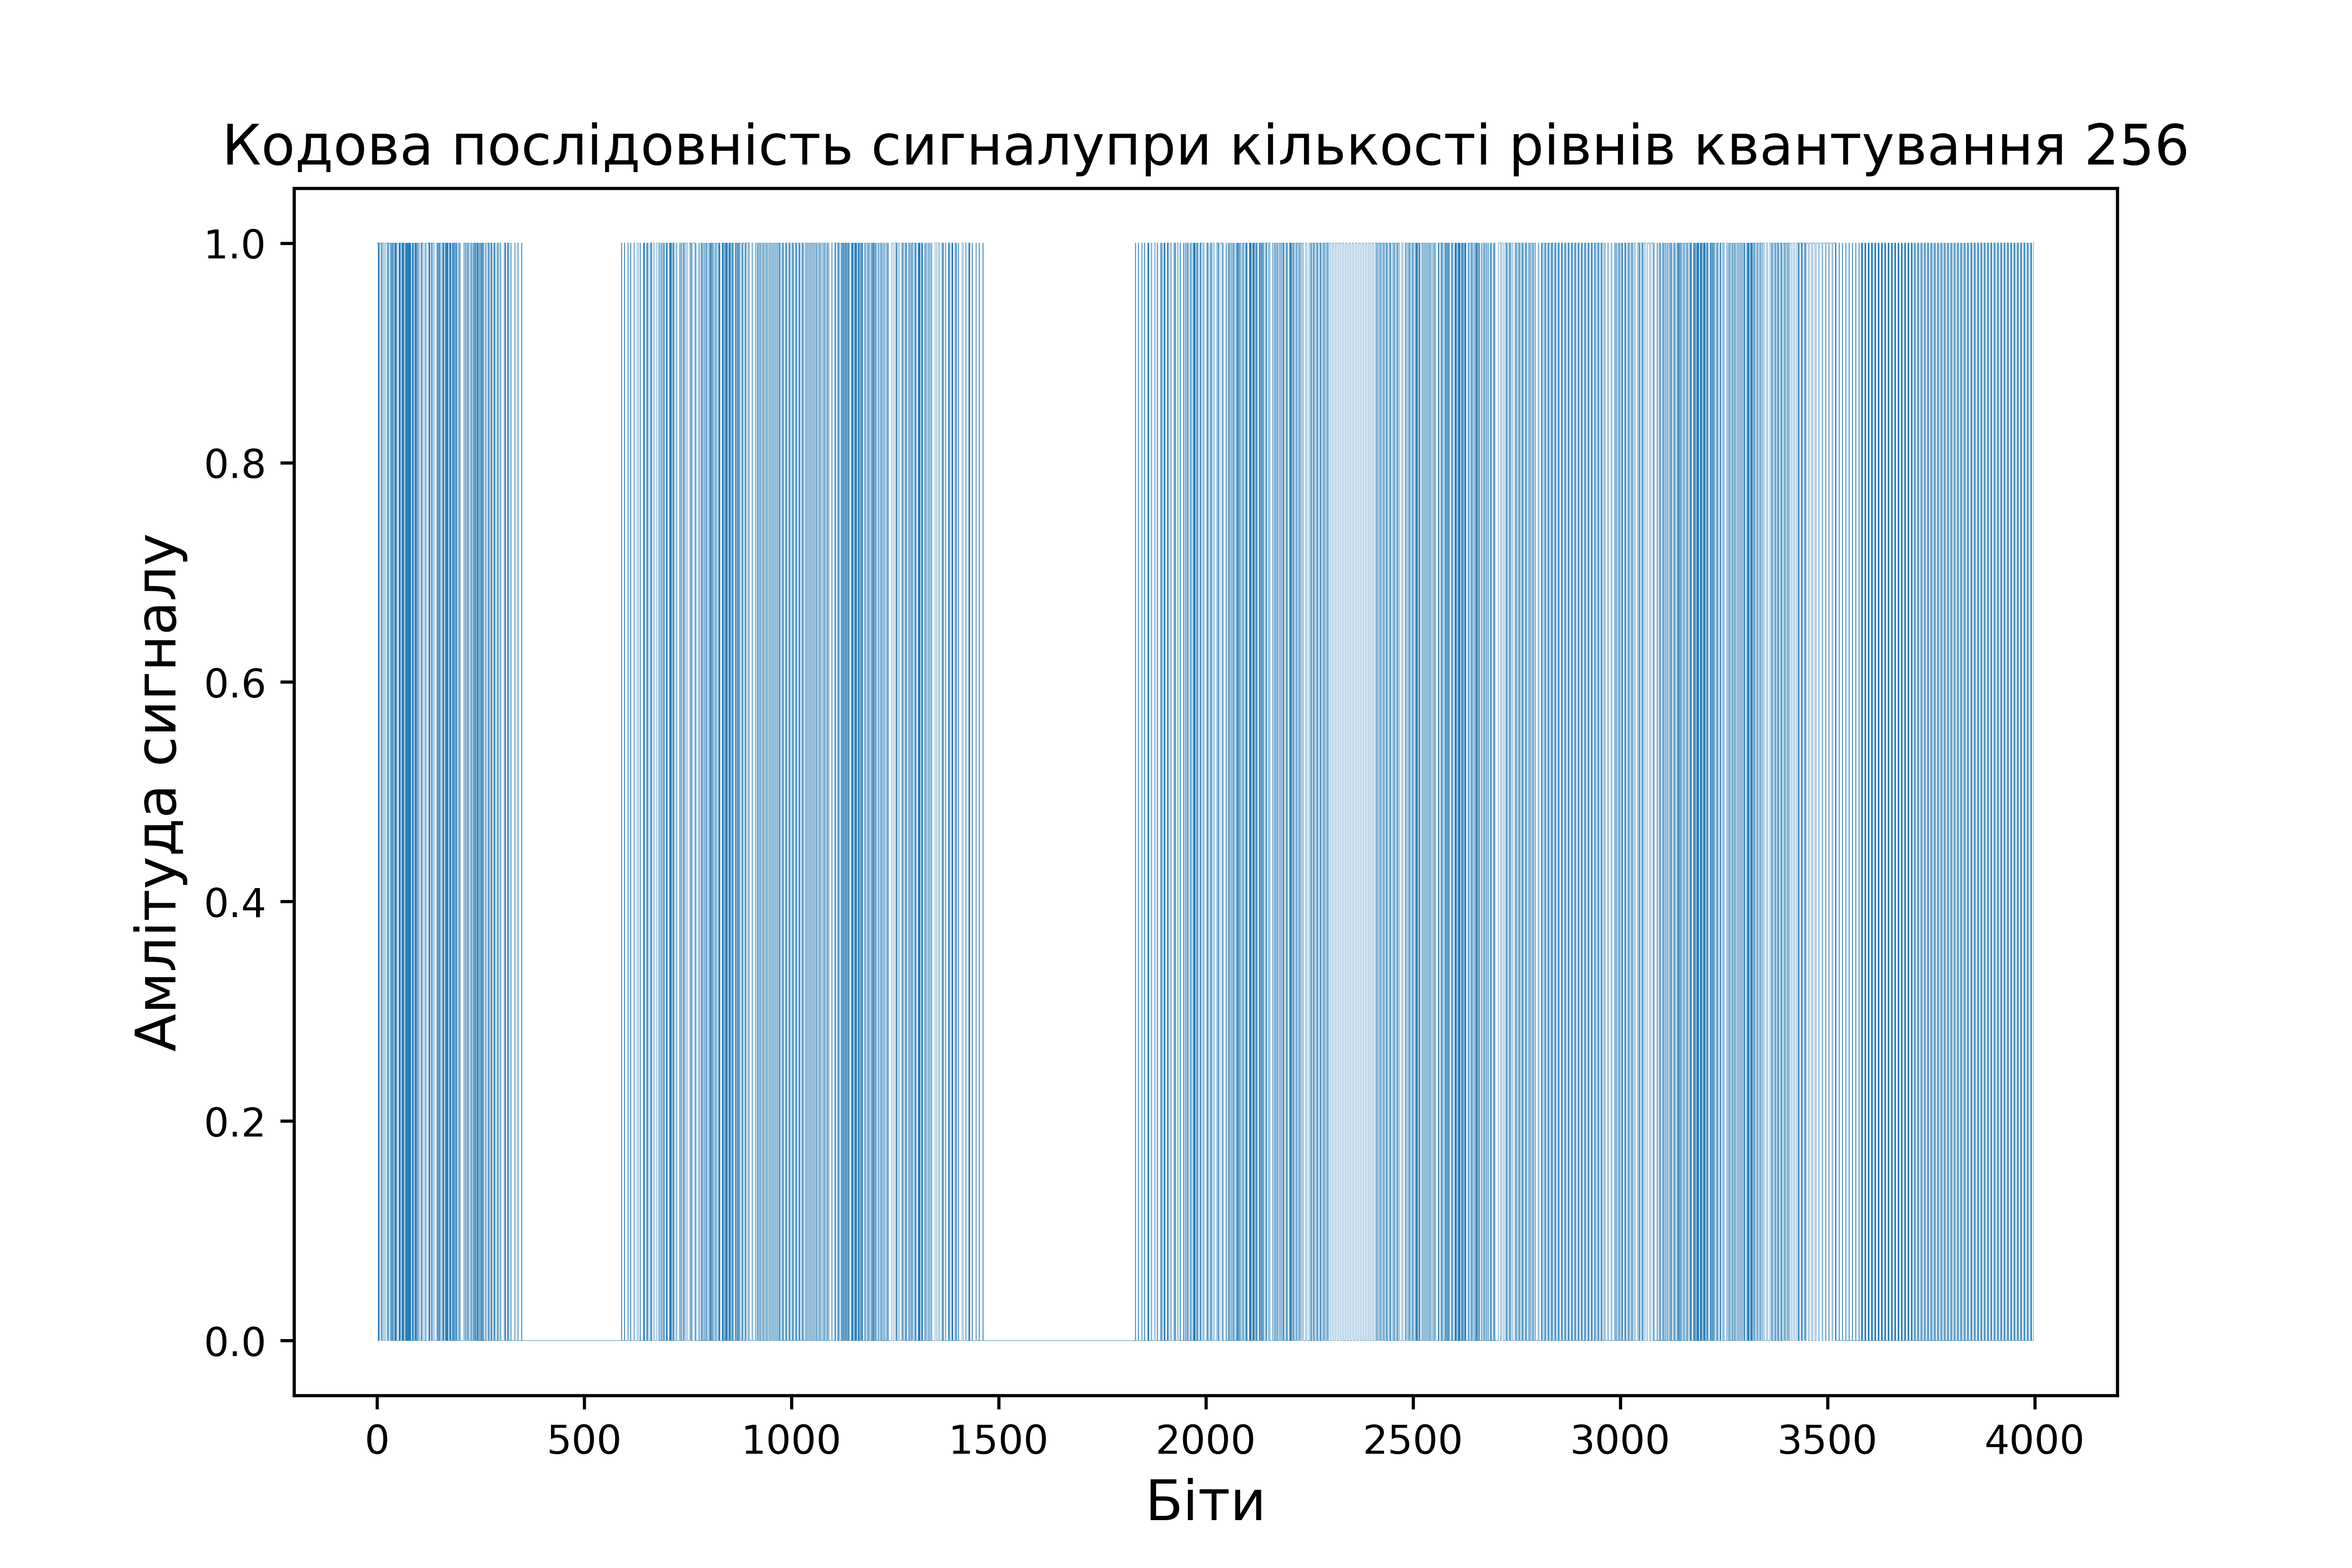 Кодова послідовність сигналупри кількості рівнів квантування 256
Амлітуда сигналу
1.0
0.8
0.6
0.4
0.2
0.0
0 500 1000 1500 2000 2500 3000 3500 4000
Біти